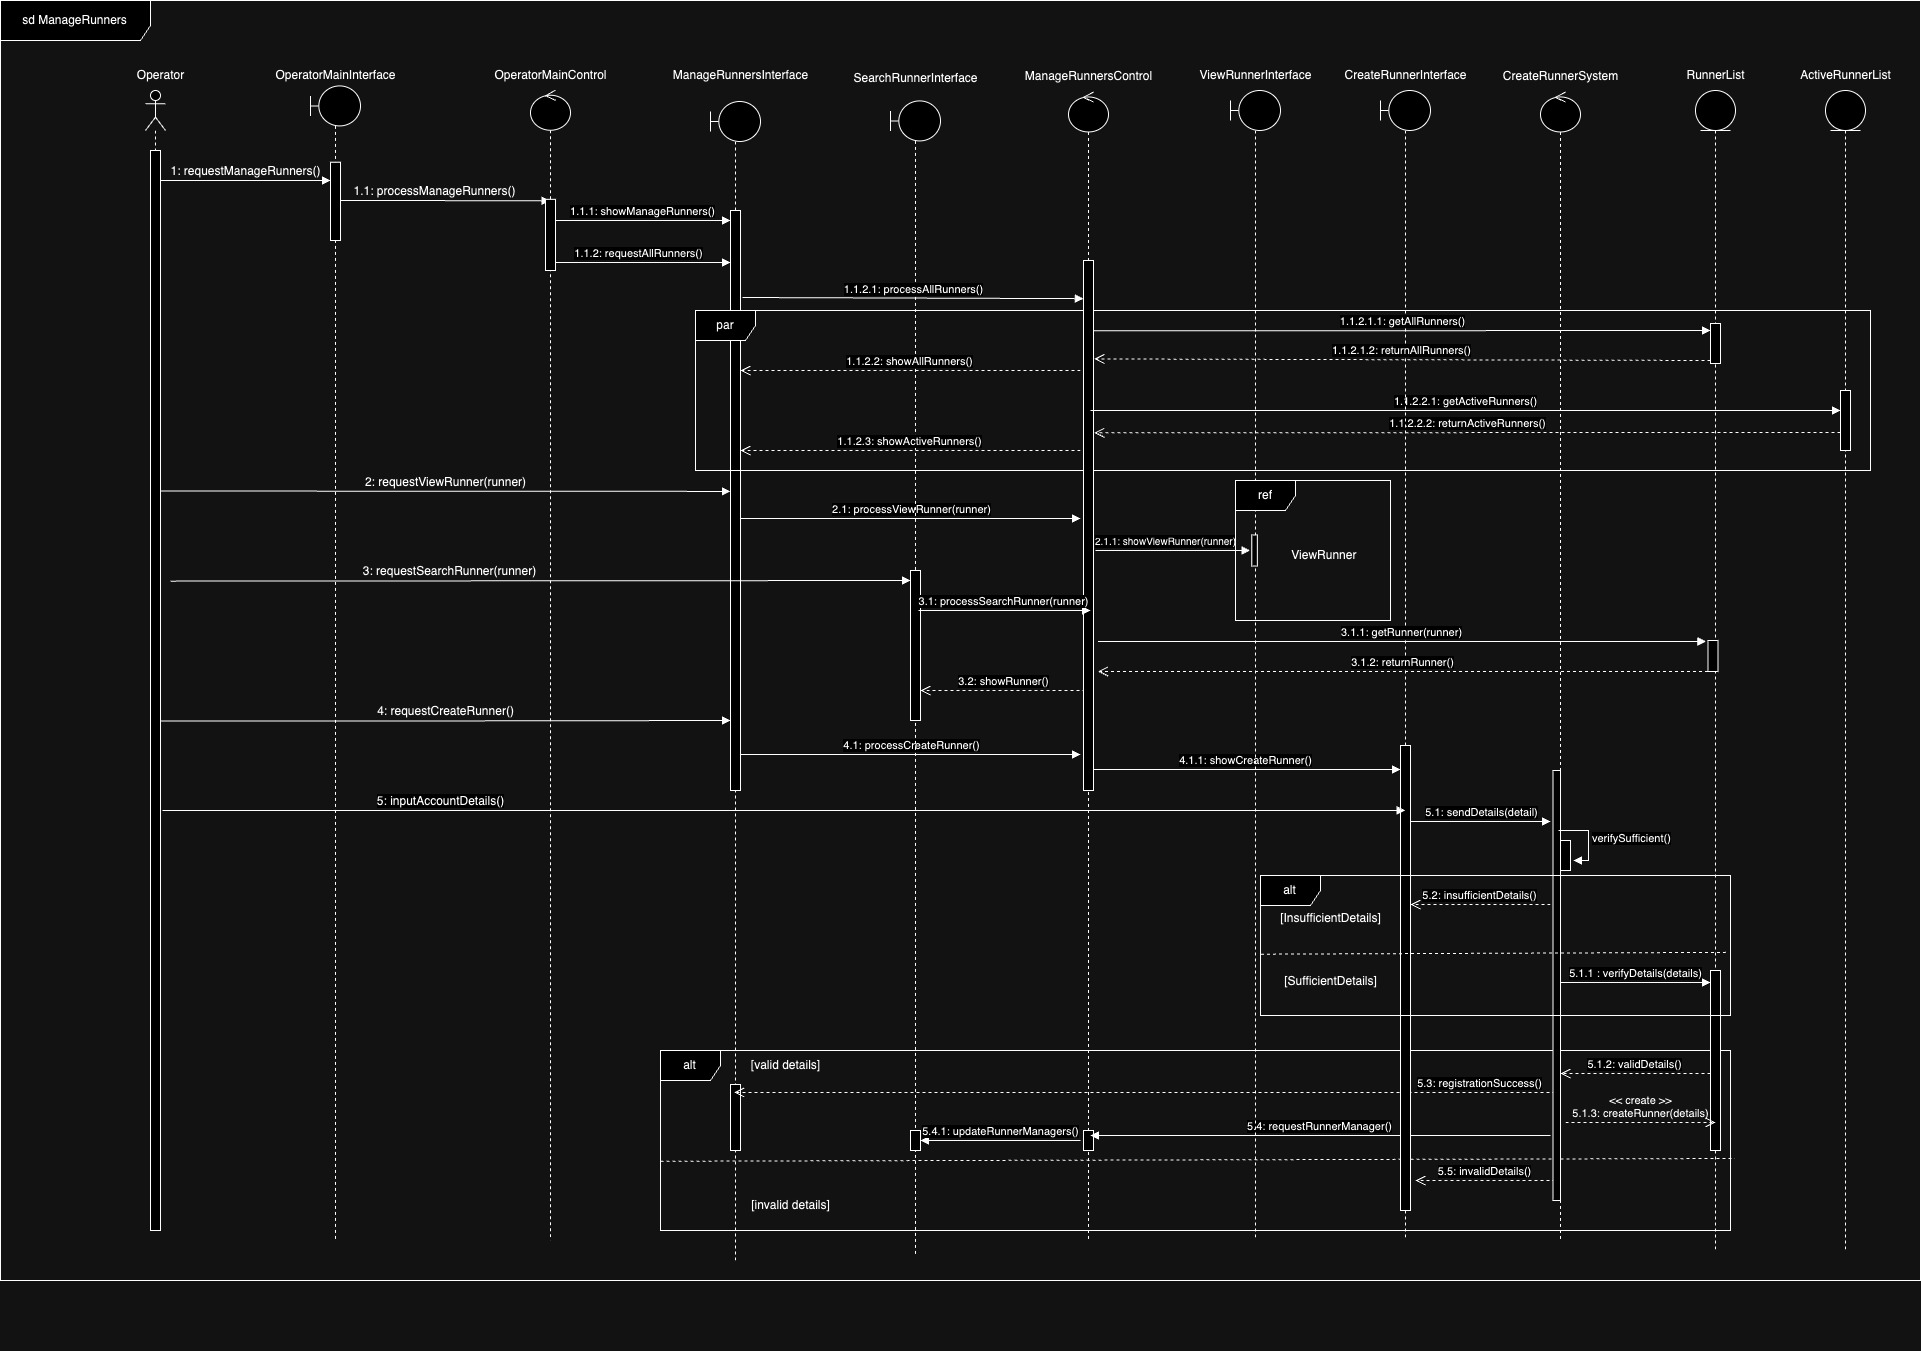 sd ManageRunners
Operator
OperatorMainInterface
OperatorMainControl
ManageRunnersInterface
SearchRunnerInterface
ManageRunnersControl
ViewRunnerInterface
CreateRunnerInterface
CreateRunnerSystem
RunnerList
ActiveRunnerList
1: requestManageRunners()
1.1: processManageRunners()
1.1.1: showManageRunners()
1.1.2: requestAllRunners()
1.1.2.1: processAllRunners()
par
1.1.2.1.1: getAllRunners()
1.1.2.1.2: returnAllRunners()
1.1.2.2: showAllRunners()
1.1.2.2.1: getActiveRunners()
1.1.2.2.2: returnActiveRunners()
1.1.2.3: showActiveRunners()
2: requestViewRunner(runner)
ref
2.1: processViewRunner(runner)
2.1.1: showViewRunner(runner)
ViewRunner
3: requestSearchRunner(runner)
3.1: processSearchRunner(runner)
3.1.1: getRunner(runner)
3.1.2: returnRunner()
3.2: showRunner()
4: requestCreateRunner()
4.1: processCreateRunner()
4.1.1: showCreateRunner()
5: inputAccountDetails()
5.1: sendDetails(detail)
verifySufficient()
alt
5.2: insufficientDetails()
[InsufficientDetails]
5.1.1 : verifyDetails(details)
[SufficientDetails]
alt
[valid details]
5.1.2: validDetails()
5.3: registrationSuccess()
<< create >>
5.1.3: createRunner(details)
5.4: requestRunnerManager()
5.4.1: updateRunnerManagers()
5.5: invalidDetails()
[invalid details]